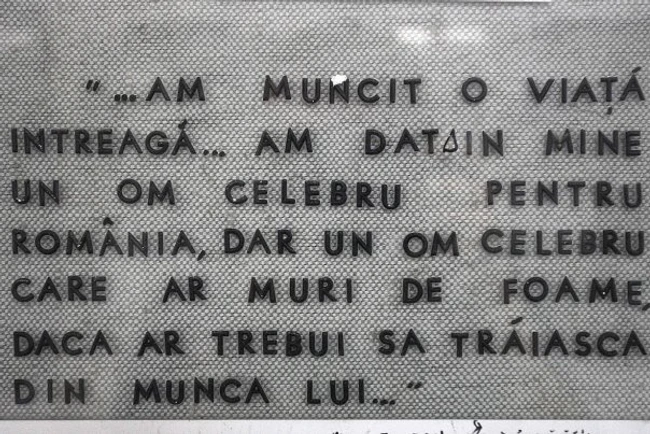 "...AM MUNCIT O VIAȚĂ
INTREAGĂ... AM DAT DIN MINE
UN OM CELEBRU PENTRU
ROMÂNIA, DAR UN OM CELEBRU
CARE AR MURI DE FOAME,
DACA AR TREBUI SA TRĂIASCA
DIN MUNCA LUI..."